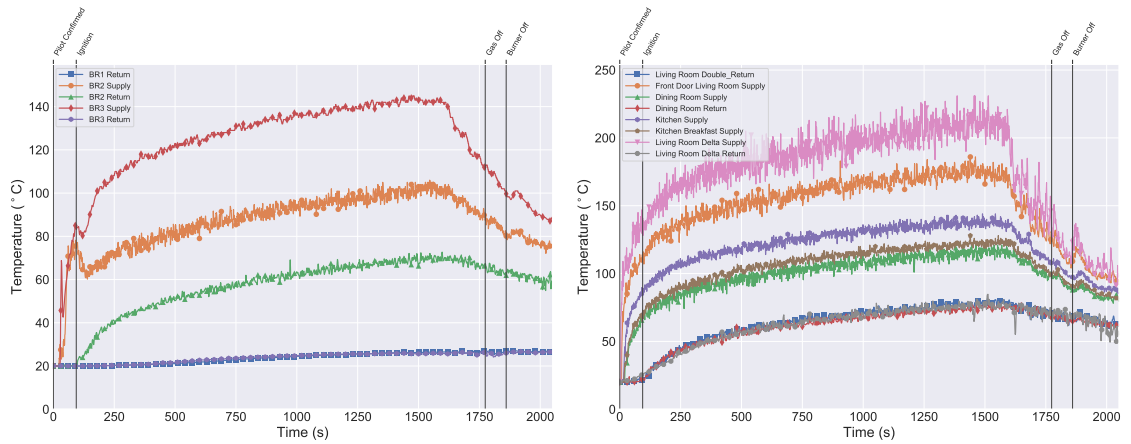 Pilot Confirmed
Ignition
Gas Off
Burner Off
BR1 Return
BR2 Supply
BR2 Return
BR3 Supply
BR3 Return
140
120
100
80
60
40
20
0
Temperature (°C)
0 250 500 750 1000 1250 1500 1750 2000
Time (s)
Pilot Confirmed
Ignition
Gas Off
Burner Off
Living Room Double_Return
Front Door Living Room Supply
Dining Room Supply
Dining Room Return
Kitchen Supply
Kitchen Breakfast Supply
Living Room Delta Supply
Living Room Delta Return
250
200
150
100
50
0
Temperature (°C)
0 250 500 750 1000 1250 1500 1750 2000
Time (s)